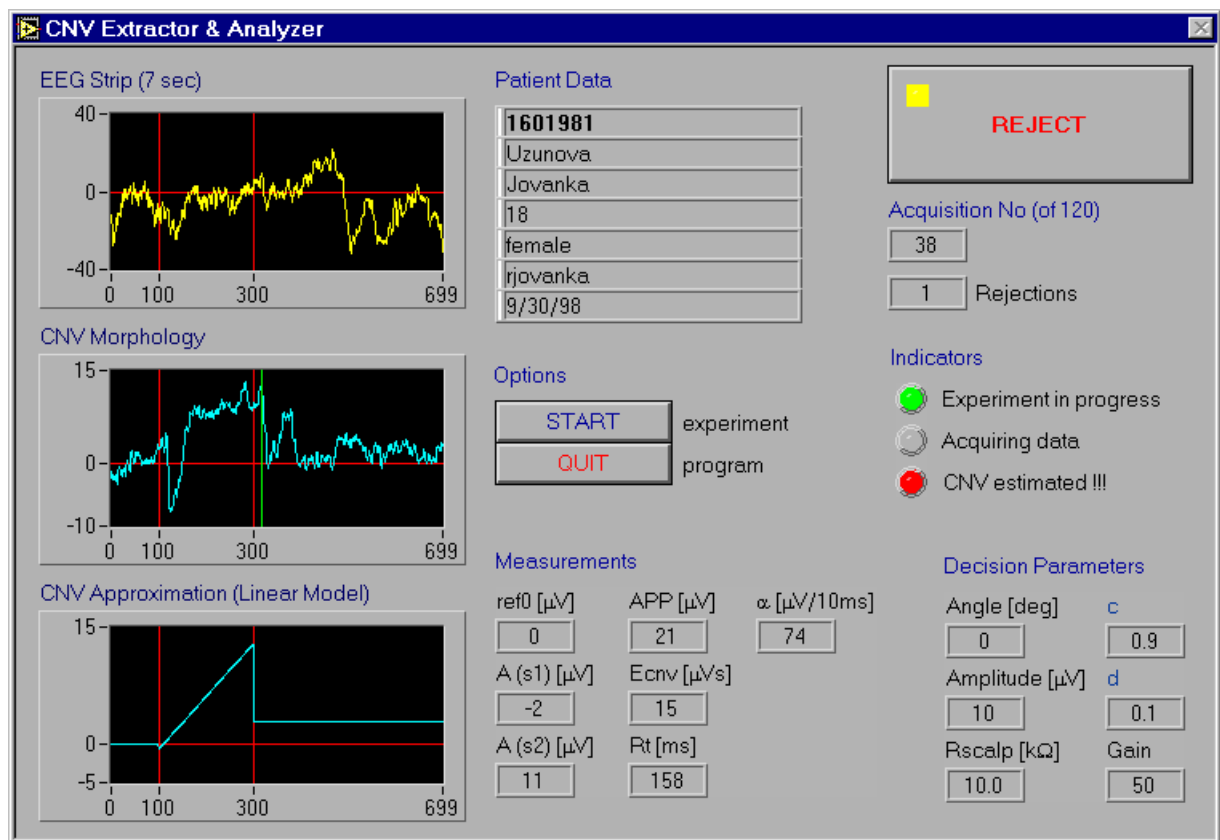 CNV Extractor & Analyzer
EEG Strip (7 sec)
40
0
-40
0 100 300 699
CNV Morphology
15
0
-10
0 100 300 699
CNV Approximation (Linear Model)
15
0
-5
0 100 300 699
Patient Data
1601981
Uzunova
Jovanka
18
female
rjovanka
9/30/98
Options
START experiment
QUIT program
Measurements
ref0 [µV] APP [µV] α [µV/10ms]
0 21 74
A (s1) [µV] Ecnv [µVs]
-2 15
A (s2) [µV] Rt [ms]
11 158
REJECT
Acquisition No (of 120)
38
1 Rejections
Indicators
Experiment in progress
Acquiring data
CNV estimated !!!
Decision Parameters
Angle [deg] c
0 0.9
Amplitude [µV] d
10 0.1
Rscalp [kΩ] Gain
10.0 50